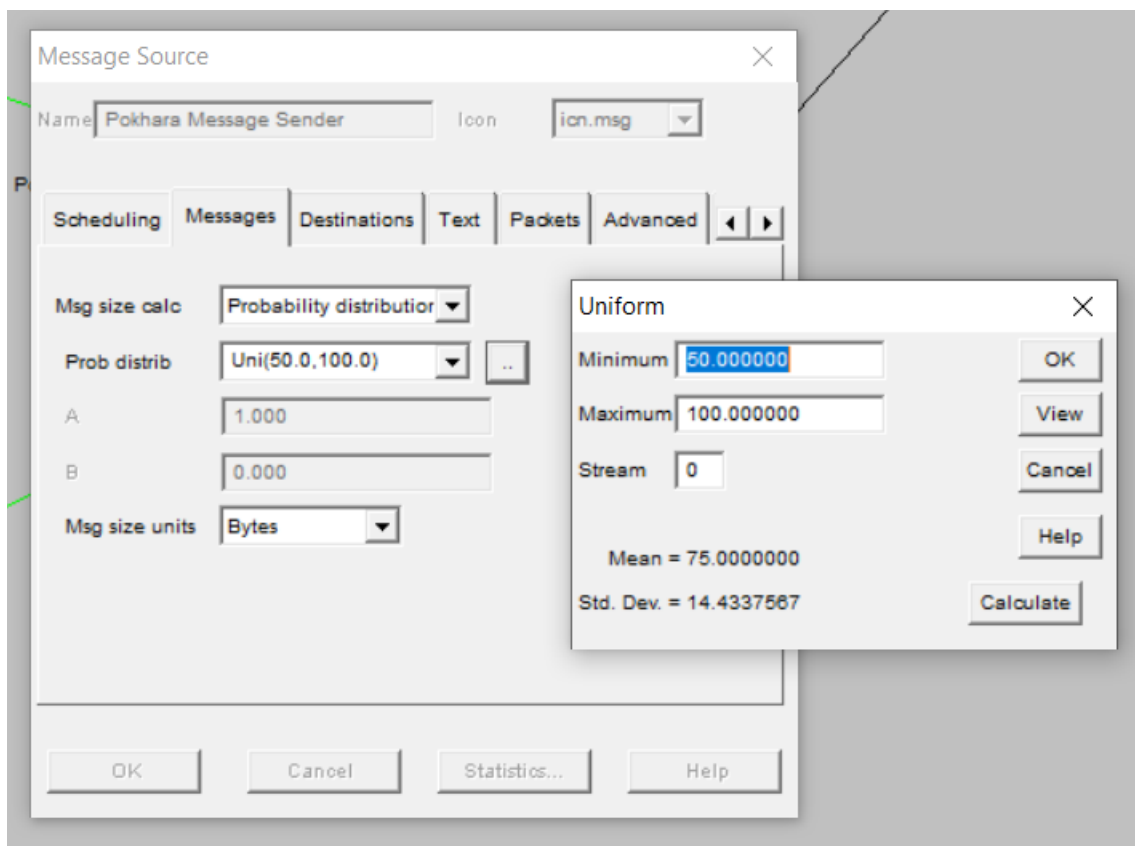 Message Source
Name Pokhara Message Sender Icon icn.msg
Scheduling Messages Destinations Text Packets Advanced
Msg size calc Probability distribution
Prob distrib Uni(50.0,100.0) ..
A 1.000
B 0.000
Msg size units Bytes
OK Cancel Statistics... Help
Uniform
Minimum 50.000000 OK
Maximum 100.000000 View
Stream 0 Cancel
Help
Mean = 75.0000000
Std. Dev. = 14.4337567 Calculate